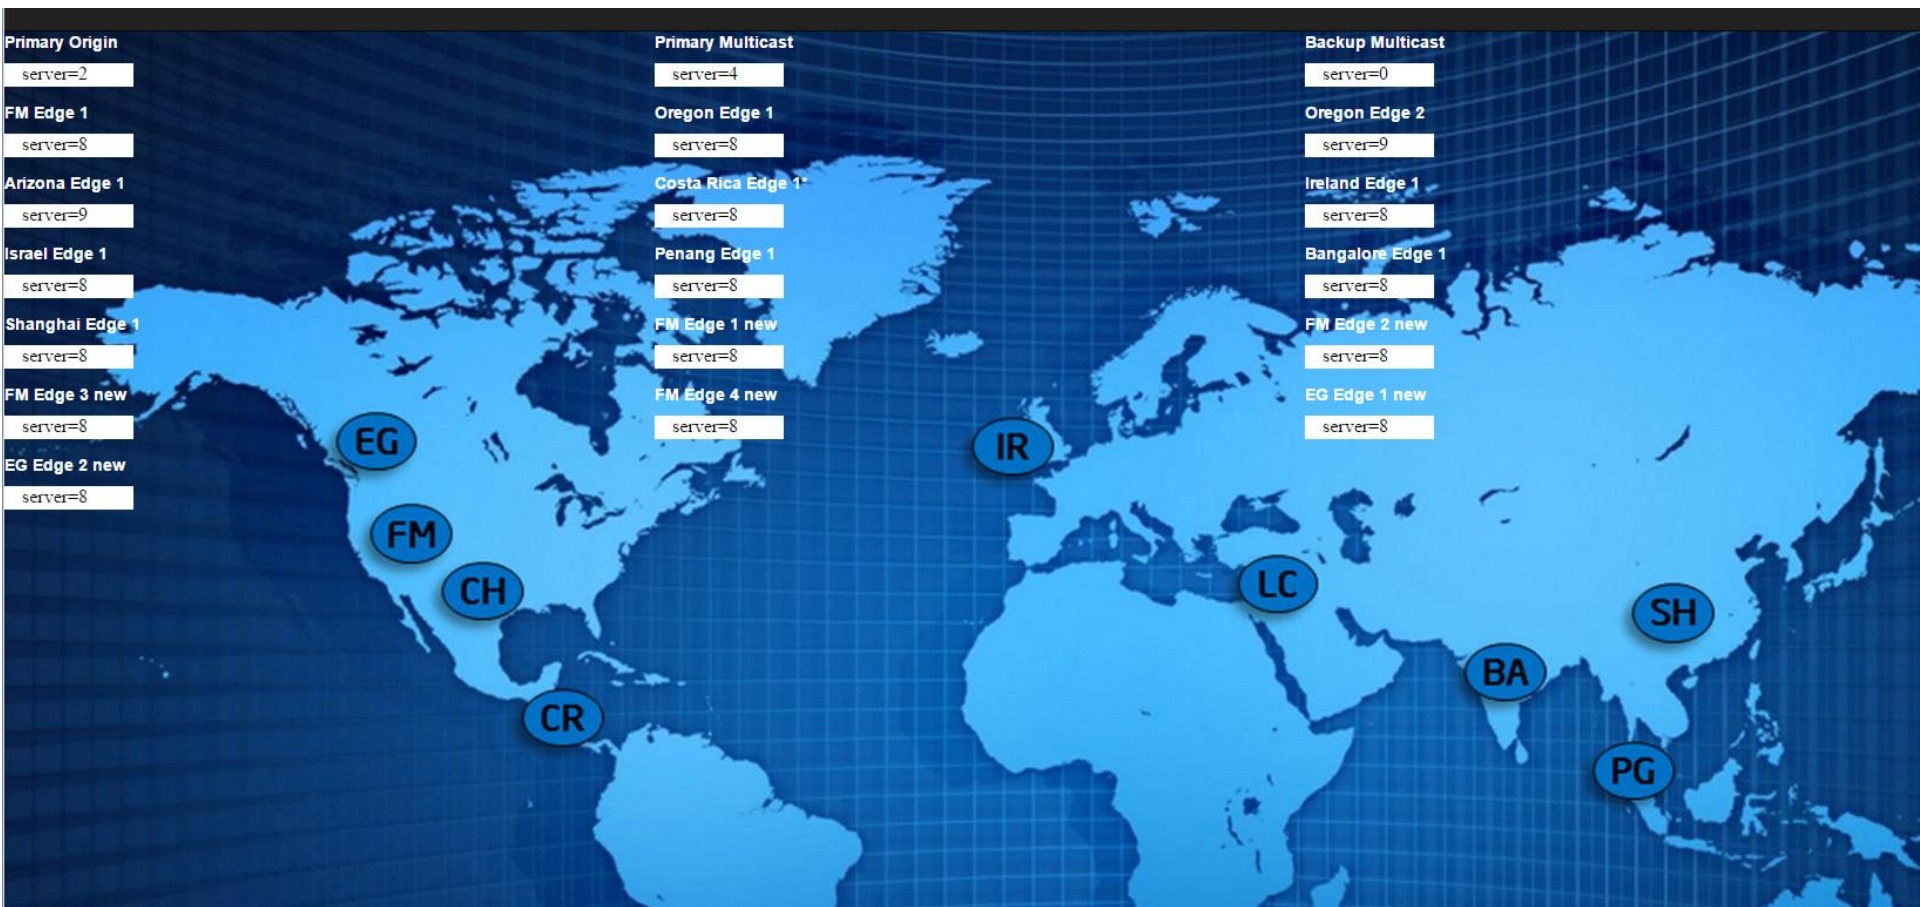 Primary Origin
server=2
Primary Multicast
server=4
Backup Multicast
server=0
FM Edge 1
server=8
Oregon Edge 1
server=8
Oregon Edge 2
server=9
Arizona Edge 1
server=9
Costa Rica Edge 1*
server=8
Ireland Edge 1
server=8
Israel Edge 1
server=8
Penang Edge 1
server=8
Bangalore Edge 1
server=8
Shanghai Edge 1
server=8
FM Edge 1 new
server=8
FM Edge 2 new
server=8
FM Edge 3 new
server=8
FM Edge 4 new
server=8
EG Edge 1 new
server=8
EG Edge 2 new
server=8
EG
IR
FM
CH
LC
SH
BA
CR
PG